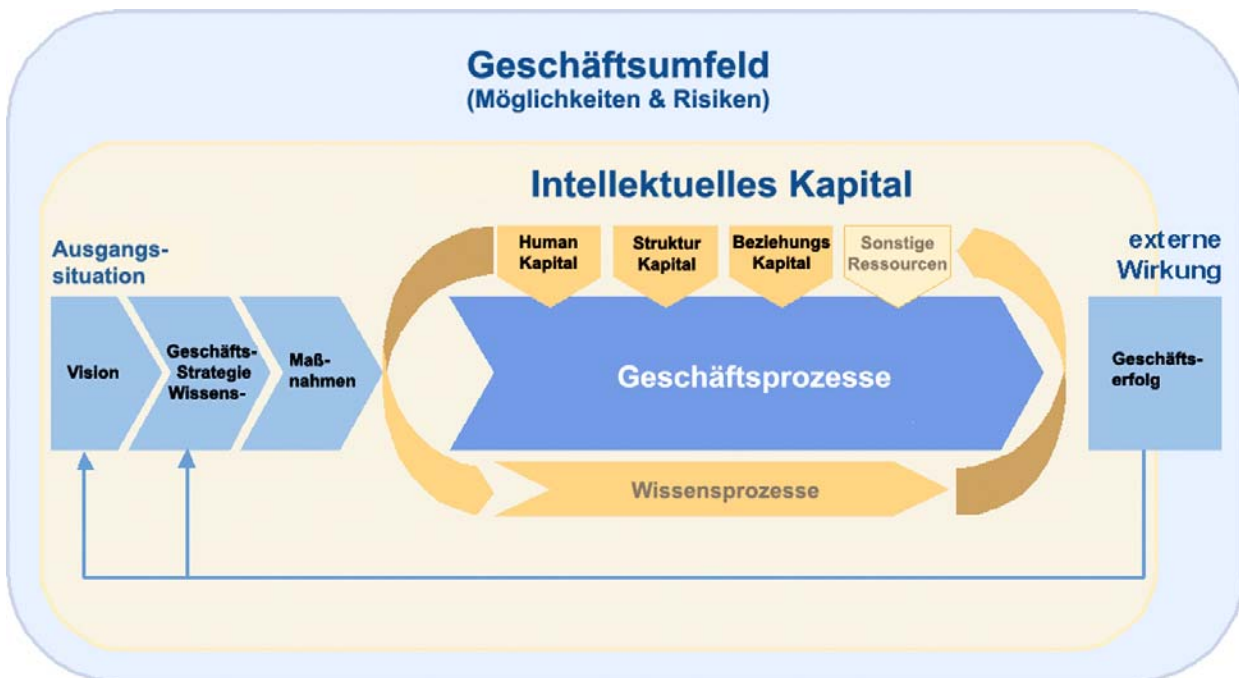 Geschäftsumfeld
(Möglichkeiten & Risiken)
Intellektuelles Kapital
Ausgangs-
situation
Human
Kapital
Struktur
Kapital
Beziehungs
Kapital
Sonstige
Ressourcen
externe
Wirkung
Vision
Geschäfts-
Strategie
Wissens-
Maß-
nahmen
Geschäftsprozesse
Geschäfts-
erfolg
Wissensprozesse